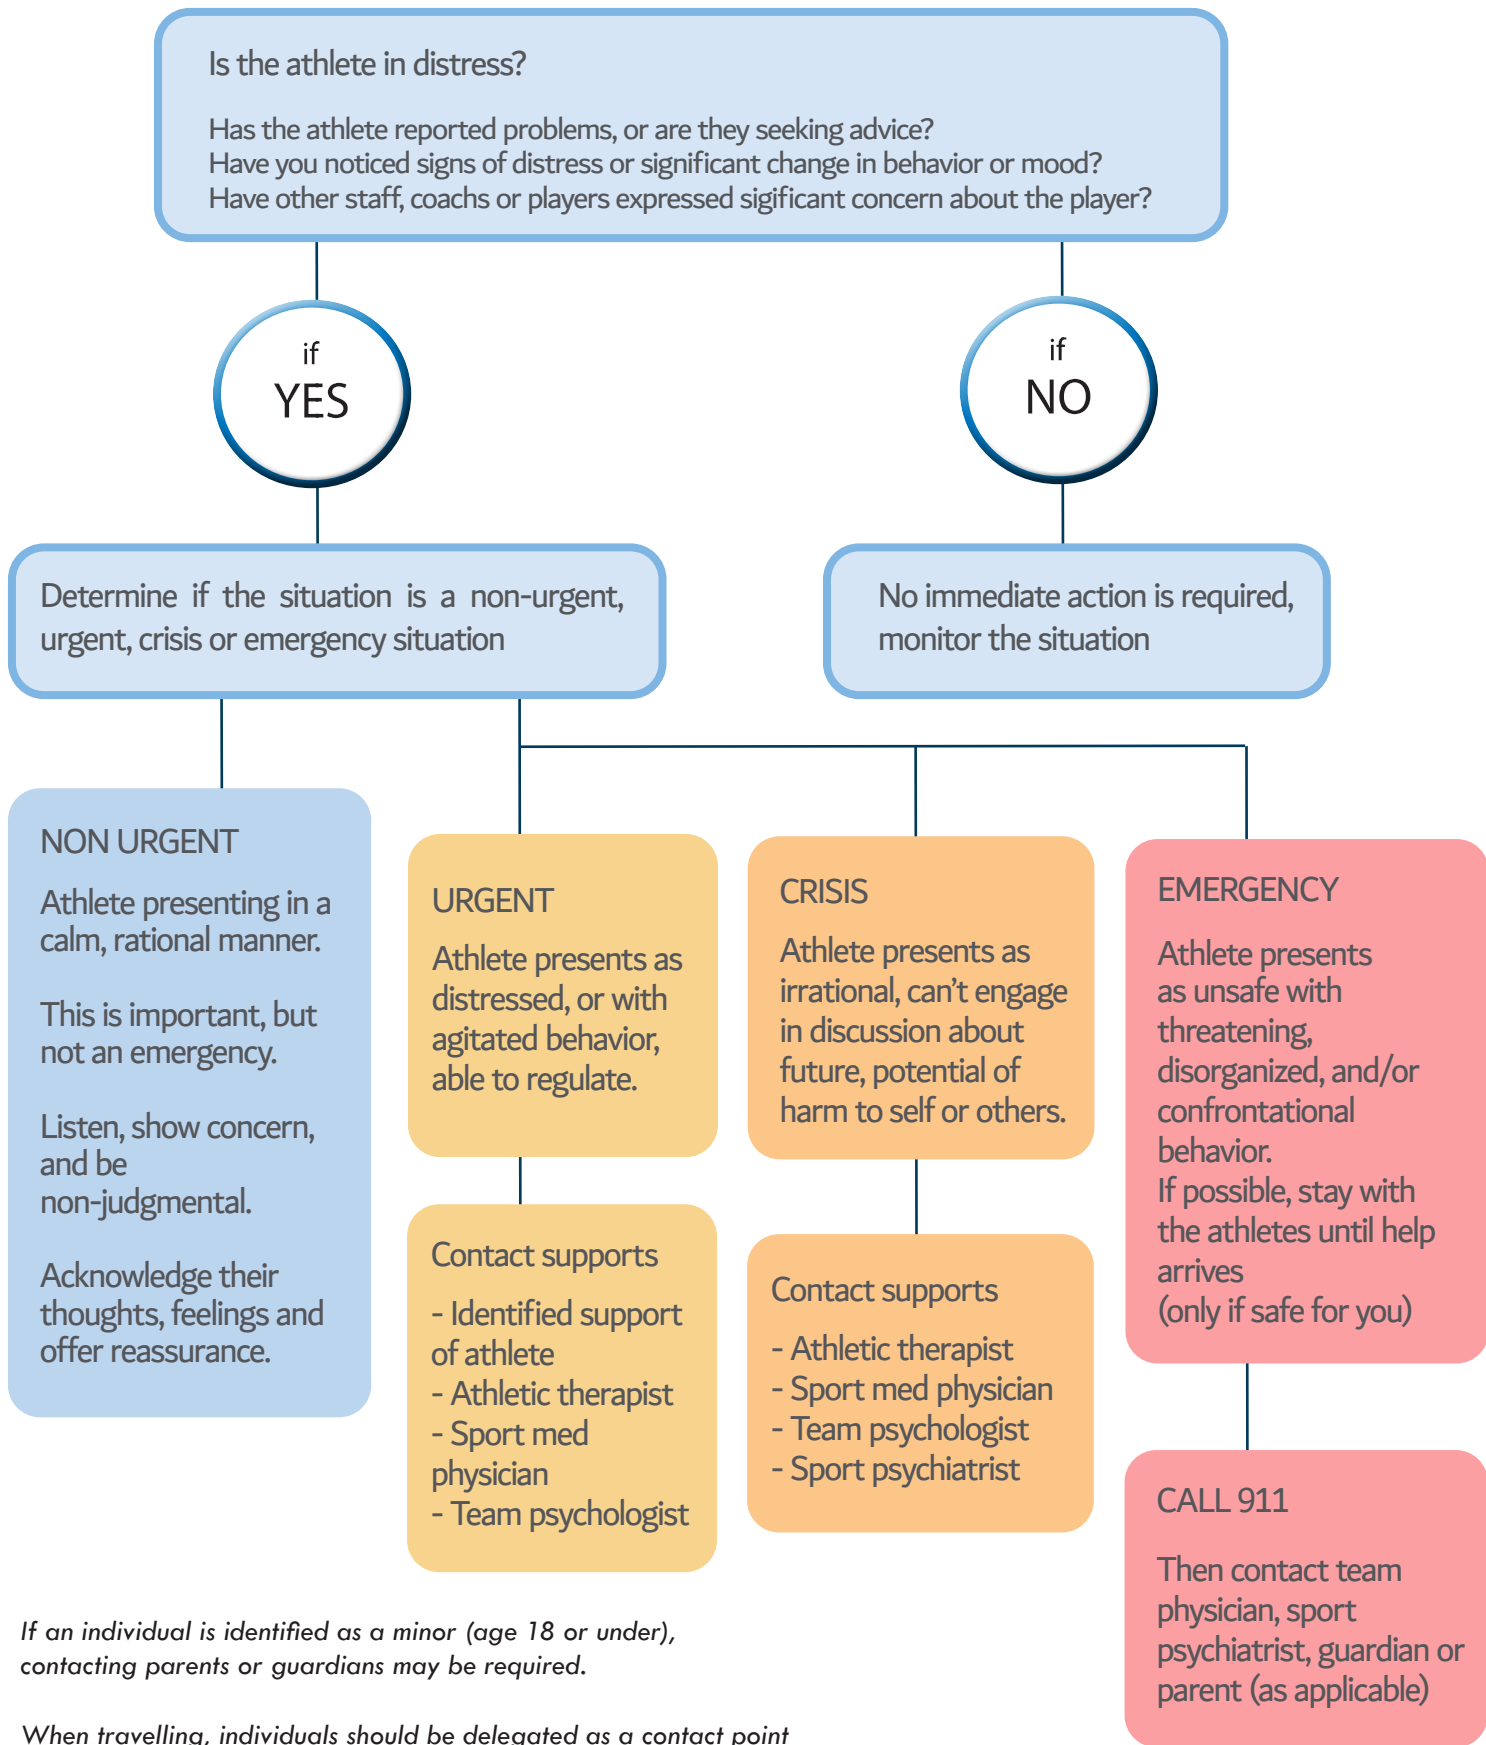 Is the athlete in distress?
Has the athlete reported problems, or are they seeking advice?
Have you noticed signs of distress or significant change in behavior or mood?
Have other staff, coachs or players expressed sigificant concern about the player?
if
YES
if
NO
Determine if the situation is a non-urgent,
urgent, crisis or emergency situation
No immediate action is required,
monitor the situation
NON URGENT
Athlete presenting in a
calm, rational manner.
This is important, but
not an emergency.
Listen, show concern,
and be
non-judgmental.
Acknowledge their
thoughts, feelings and
offer reassurance.
URGENT
Athlete presents as
distressed, or with
agitated behavior,
able to regulate.
Contact supports
- Identified support
of athlete
- Athletic therapist
- Sport med
physician
- Team psychologist
CRISIS
Athlete presents as
irrational, can't engage
in discussion about
future, potential of
harm to self or others.
Contact supports
- Athletic therapist
- Sport med physician
- Team psychologist
- Sport psychiatrist
EMERGENCY
Athlete presents
as unsafe with
threatening,
disorganized, and/or
confrontational
behavior.
If possible, stay with
the athletes until help
arrives
(only if safe for you)
CALL 911
Then contact team
physician, sport
psychiatrist, guardian or
parent (as applicable)
If an individual is identified as a minor (age 18 or under),
contacting parents or guardians may be required.
When travelling, individuals should be delegated as a contact point